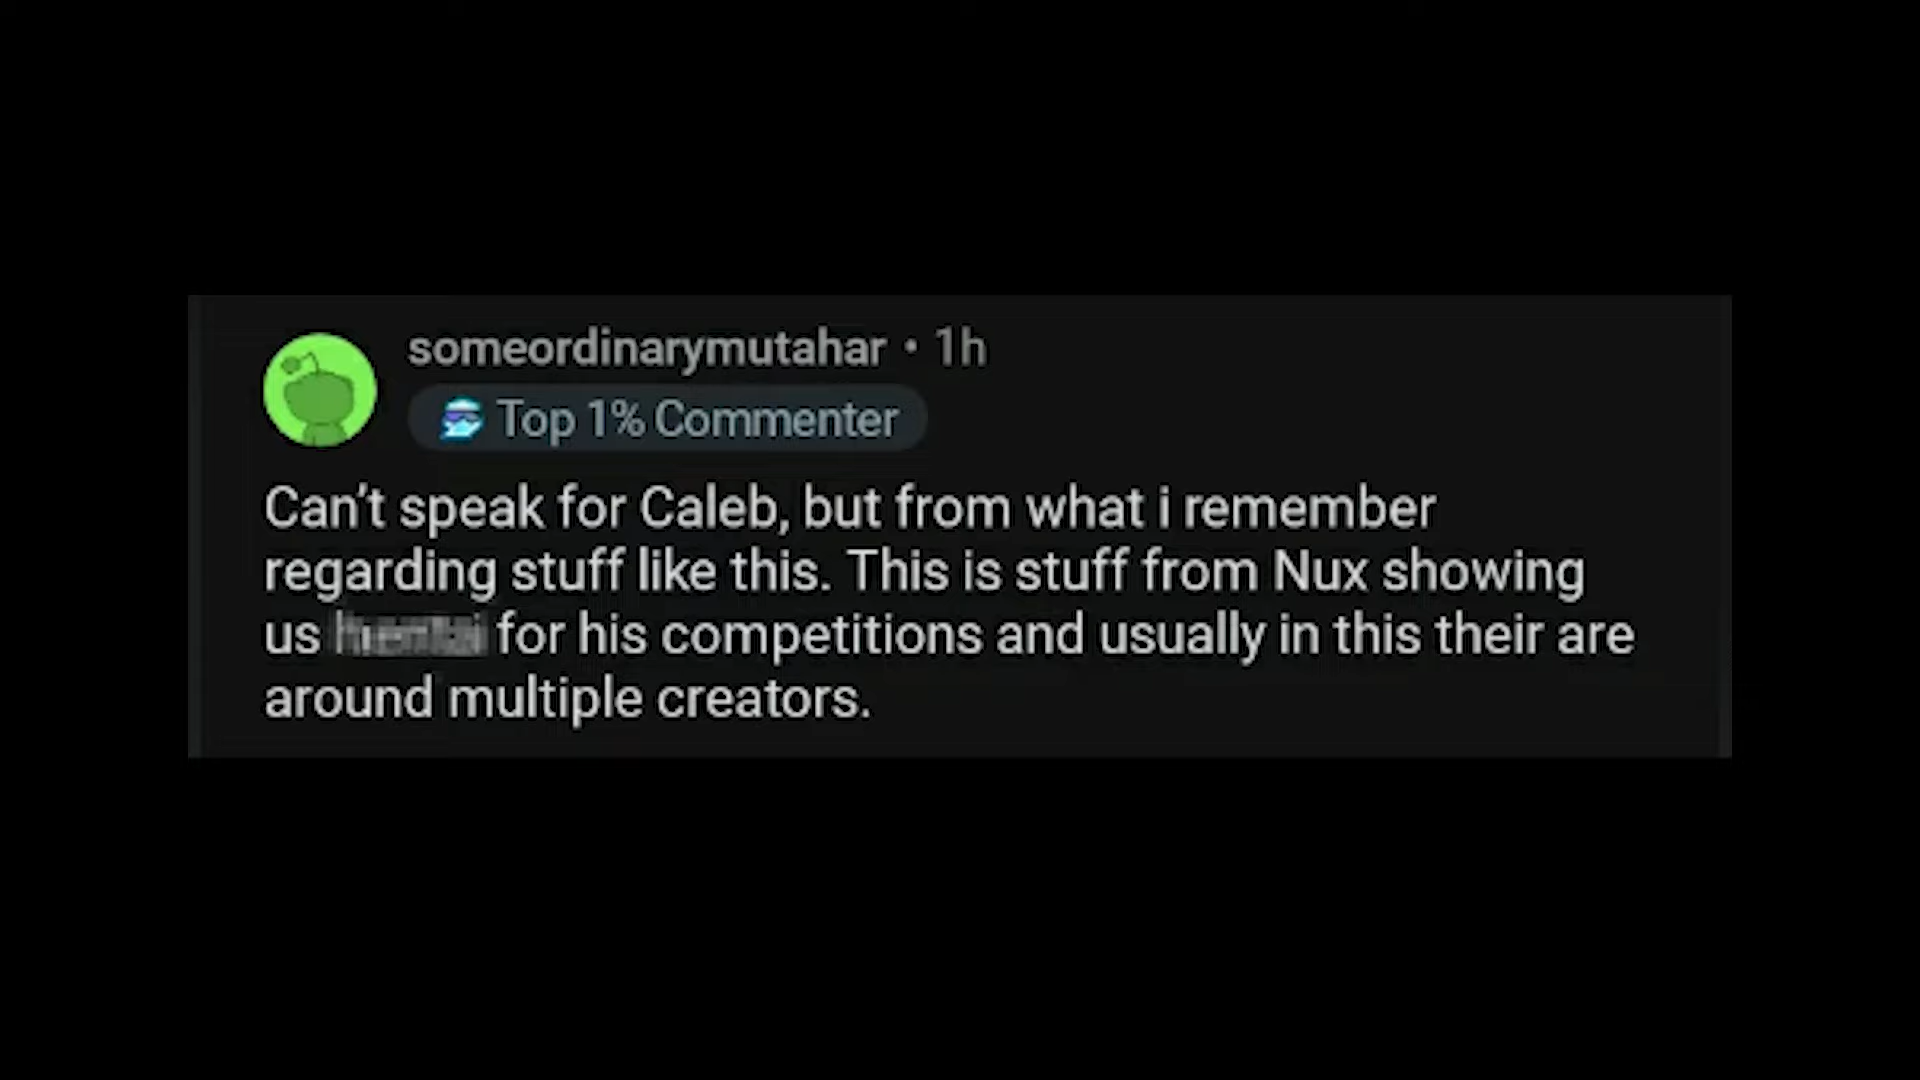 someordinarymutahar • 1h
Top 1% Commenter
Can't speak for Caleb, but from what i remember
regarding stuff like this. This is stuff from Nux showing
us for his competitions and usually in this their are
around multiple creators.